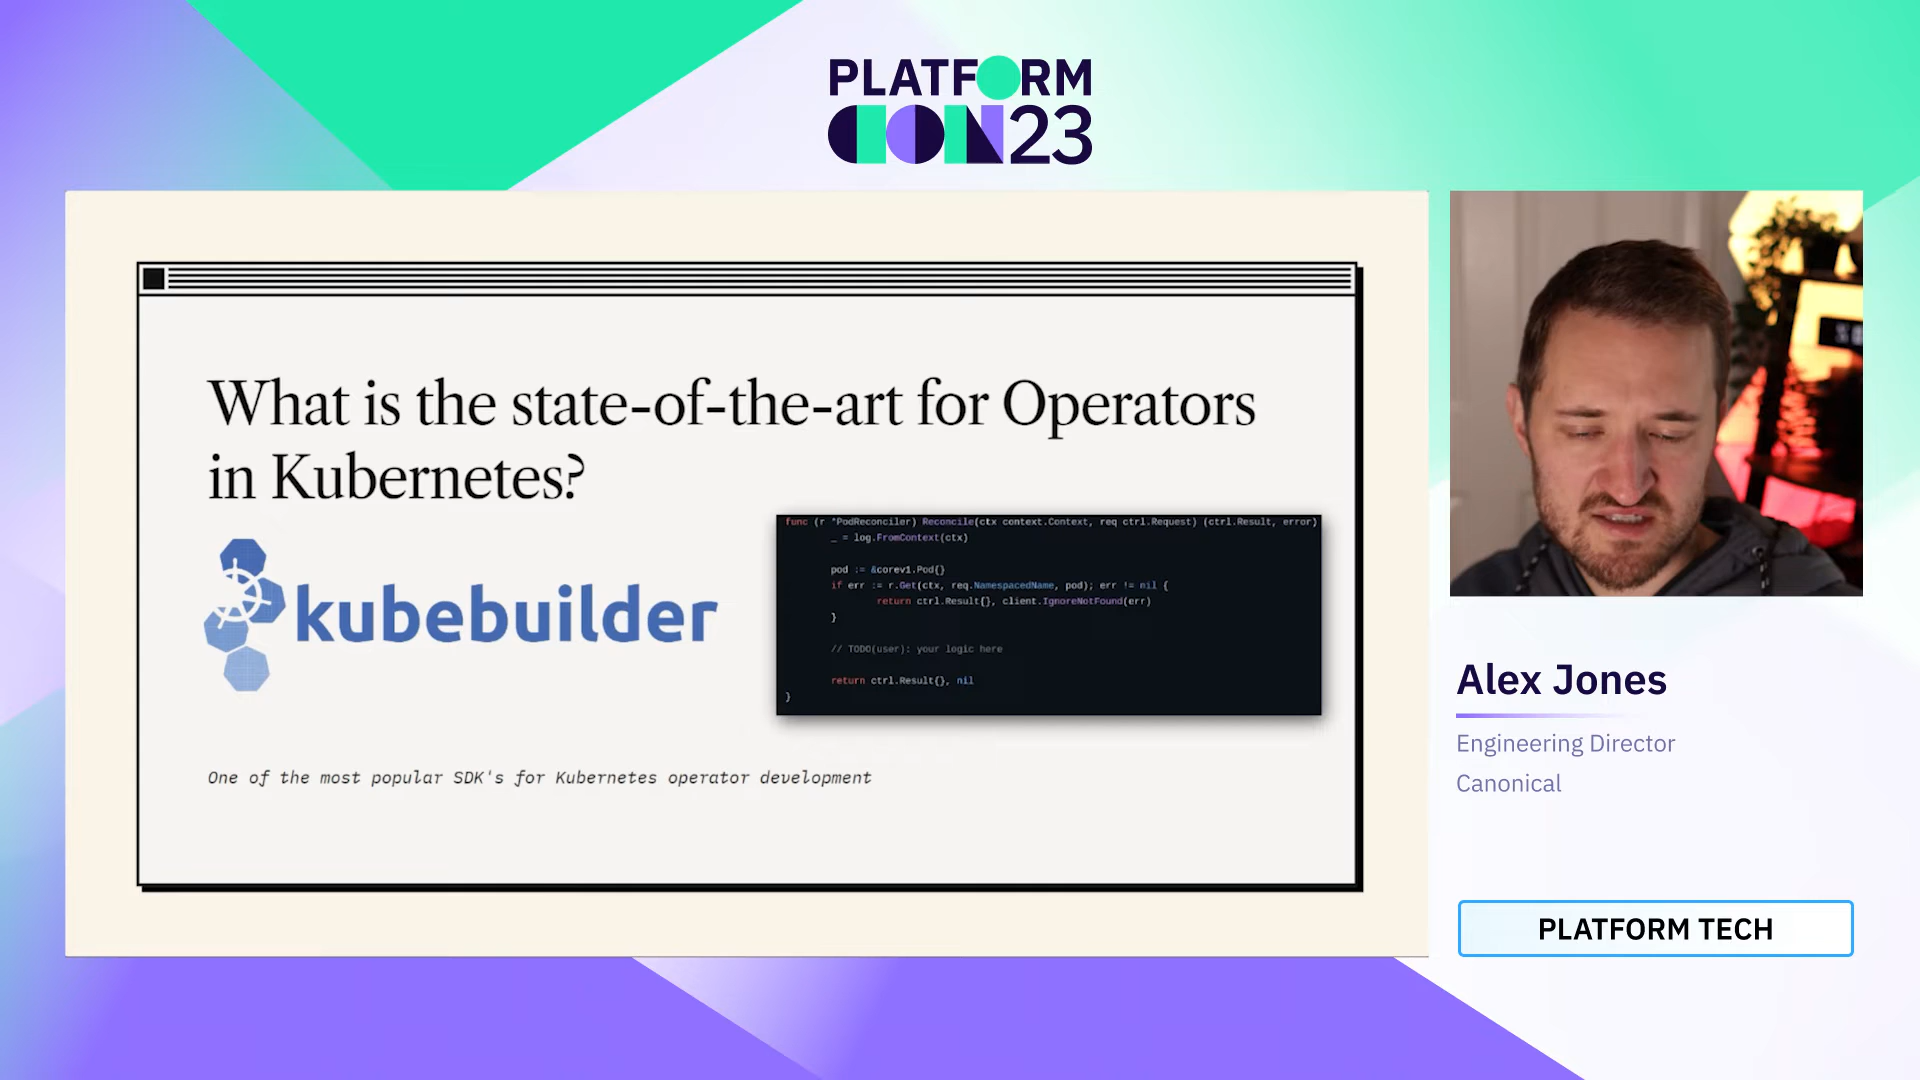 PLATFORM
CON23
What is the state-of-the-art for Operators
in Kubernetes?
kubebuilder
func (r *PodReconciler) Reconcile(ctx context.Context, req ctrl.Request) (ctrl.Result, error)
_ = log.FromContext(ctx)
pod := &corev1.Pod{}
if err := r.Get(ctx, req.NamespacedName, pod); err != nil {
return ctrl.Result{}, client.IgnoreNotFound(err)
}
// TODO(user): your logic here
return ctrl.Result{}, nil
}
One of the most popular SDK's for Kubernetes operator development
Alex Jones
Engineering Director
Canonical
PLATFORM TECH